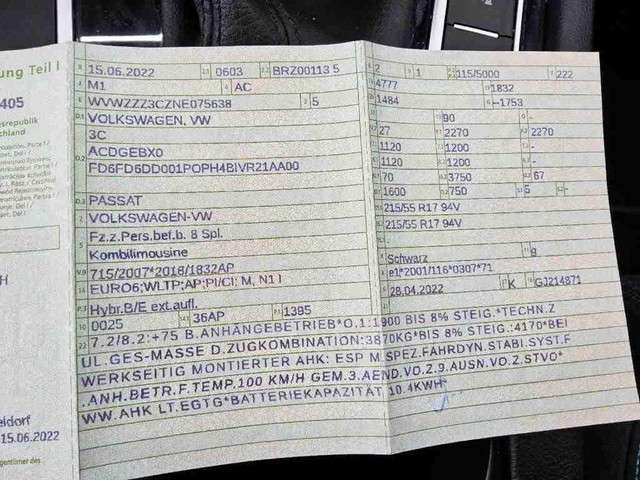 ung Teil I
405
15.06.2022 0603 BRZ00113 5
M1 AC
WVWZZZ3CZNE075638 5
VOLKSWAGEN, VW
3C
ACDGEBX0
FD6FD6DD001POPH4BIVR21AA00
PASSAT
VOLKSWAGEN-VW
Fz.z.Pers.bef.b. 8 Spl.
Kombilimousine
715/2007*2018/1832AP
EURO6;WLTP;AP;PI/CI; M, N1 I
Hybr.B/E ext.aufl.
0025 36AP 1395
2 1 115/5000 222
4777 1832
1484 –1753
90 -
27 2270 2270
1120 1200 -
1120 1200 -
70 3750 67
1600 750 5 -
215/55 R17 94V
215/55 R17 94V
Schwarz 9
e1*2001/116*0307*71
28.04.2022 K GJ214871
7.2/8.2:+75 B.ANHÄNGEBETRIEB*O.1:1900 BIS 8% STEIG.*TECHN.Z
UL.GES-MASSE D.ZUGKOMBINATION:3870KG*BIS 8% STEIG.:4170*BEI
WERKSEITIG MONTIERTER AHK: ESP M.SPEZ.FAHRDYN.STABI.SYST.F
.ANH.BETR.F.TEMP.100 KM/H GEM.3.AEND.VO.Z.9.AUSN.VO.Z.STVO*
WW.AHK LT.EGTG*BATTERIEKAPAZITÄT 10.4KWH*
eldorf
15.06.2022